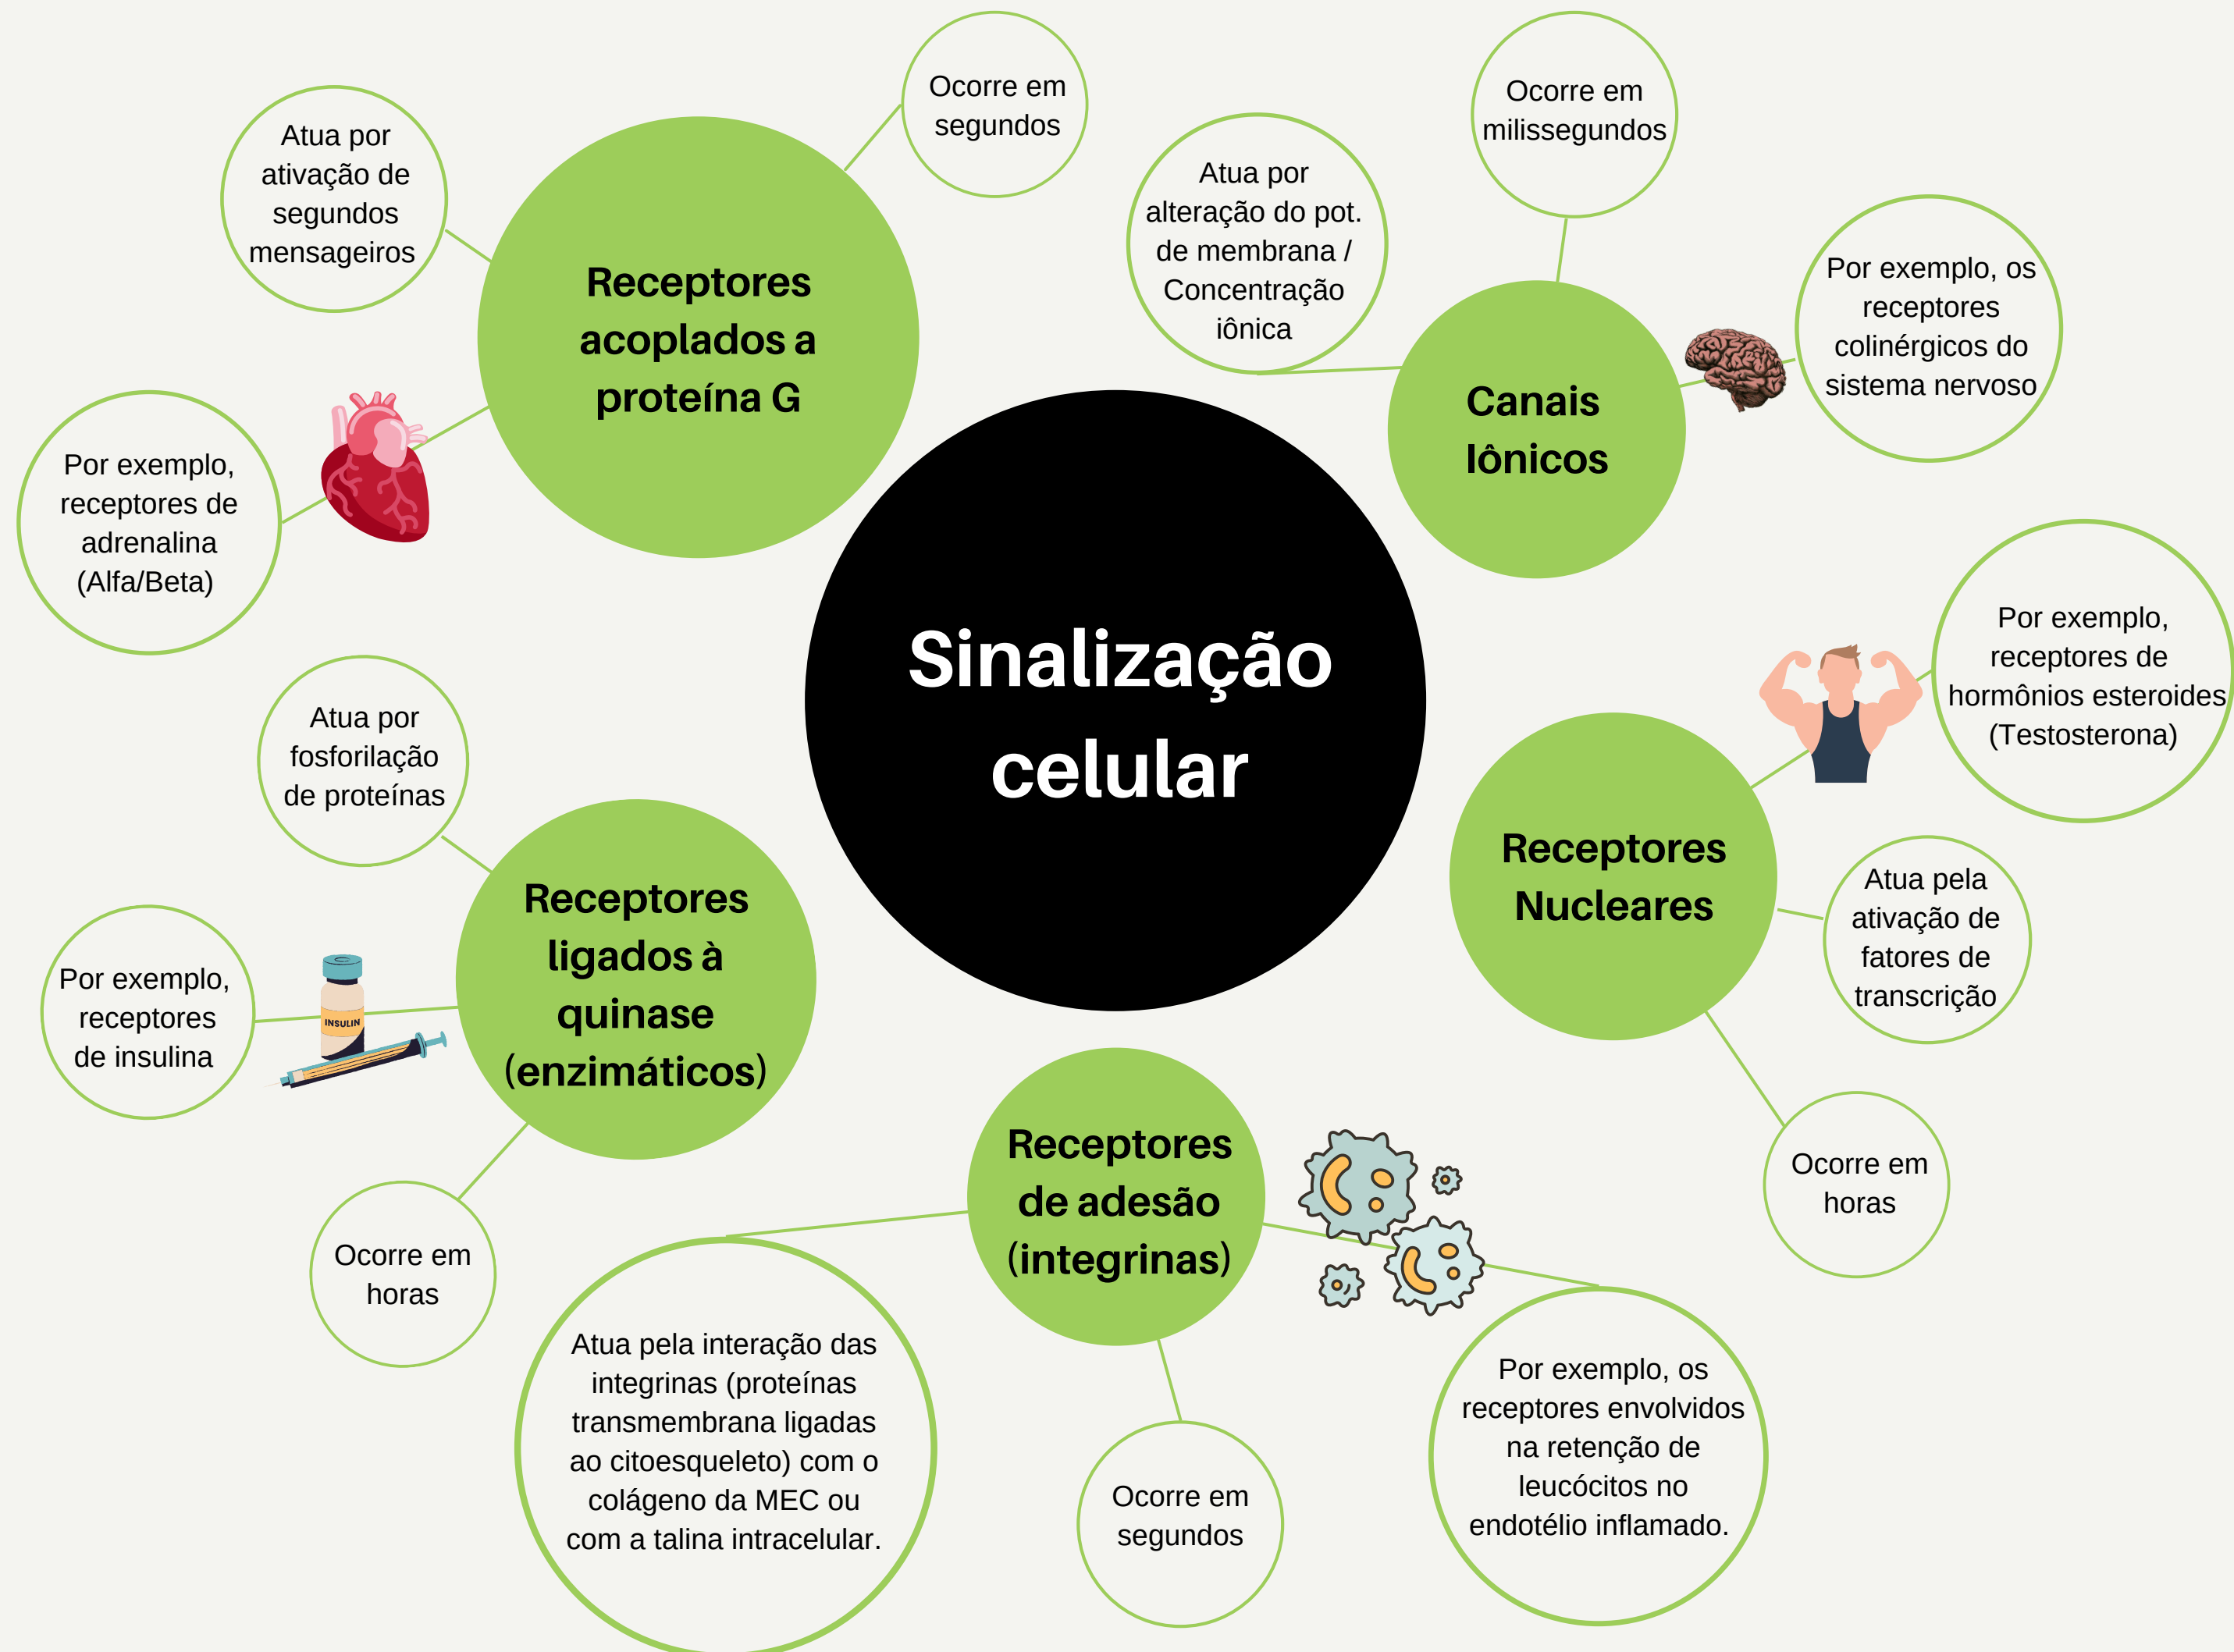 Ocorre em
segundos
Atua por
ativação de
segundos
mensageiros
Receptores
acoplados a
proteína G
Por exemplo,
receptores de
adrenalina
(Alfa/Beta)
Ocorre em
milissegundos
Atua por
alteração do pot.
de membrana /
Concentração
iônica
Por exemplo, os
receptores
colinérgicos do
sistema nervoso
Canais
Iônicos
Sinalização
celular
Por exemplo,
receptores de
hormônios esteroides
(Testosterona)
Receptores
Nucleares
Atua pela
ativação de
fatores de
transcrição
Ocorre em
horas
Atua por
fosforilação
de proteínas
Receptores
ligados à
quinase
(enzimáticos)
Por exemplo,
receptores
de insulina
INSULIN
Ocorre em
horas
Receptores
de adesão
(integrinas)
Atua pela interação das
integrinas (proteínas
transmembrana ligadas
ao citoesqueleto) com o
colágeno da MEC ou
com a talina intracelular.
Ocorre em
segundos
Por exemplo, os
receptores envolvidos
na retenção de
leucócitos no
endotélio inflamado.